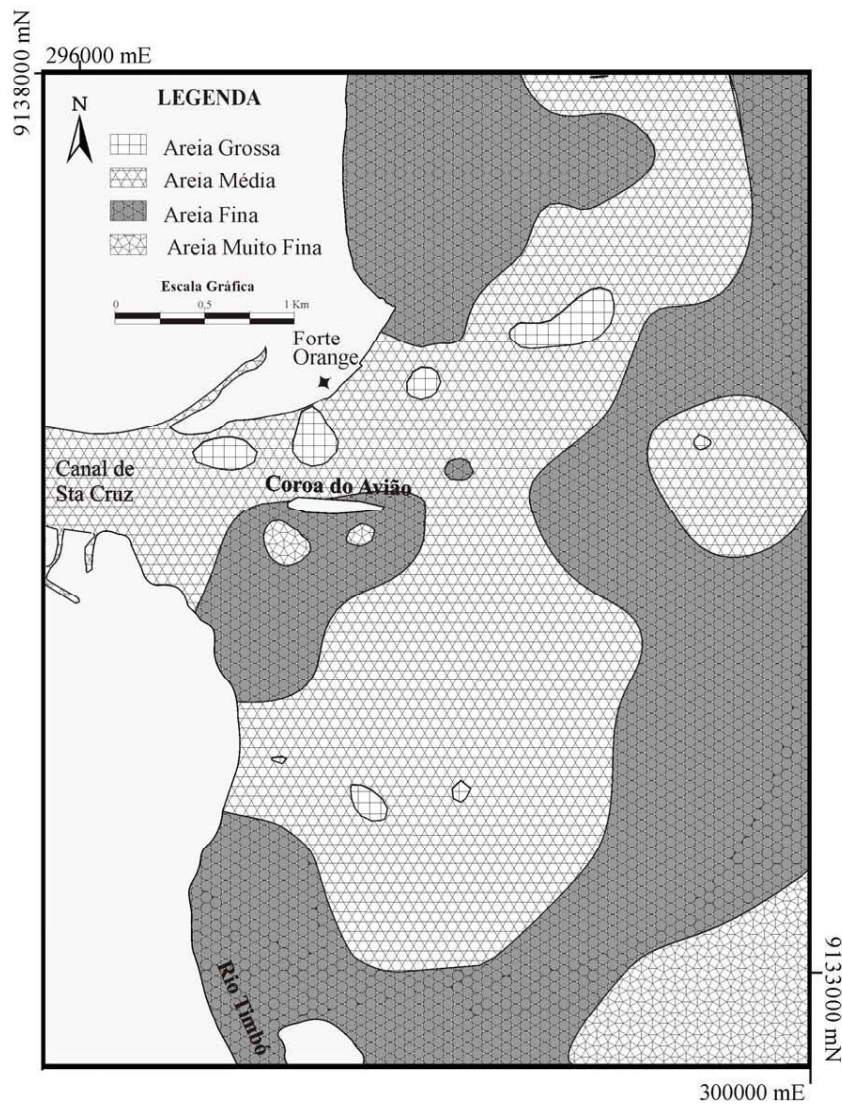 296000 mE
9138000 mN
N
LEGENDA
Areia Grossa
Areia Média
Areia Fina
Areia Muito Fina
Escala Gráfica
0 0,5 1 Km
Forte
Orange
Canal de
Sta Cruz
Coroa do Avião
Rio Timbó
9133000 mN
300000 mE